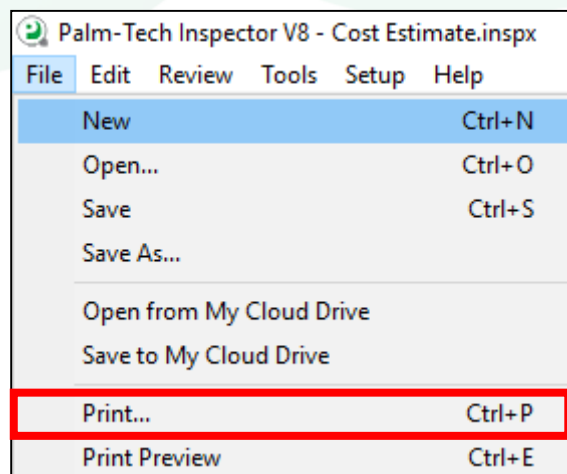 Palm-Tech Inspector V8 - Cost Estimate.inspx
File Edit Review Tools Setup Help
New Ctrl+N
Open... Ctrl+O
Save Ctrl+S
Save As...
Open from My Cloud Drive
Save to My Cloud Drive
Print... Ctrl+P
Print Preview Ctrl+E